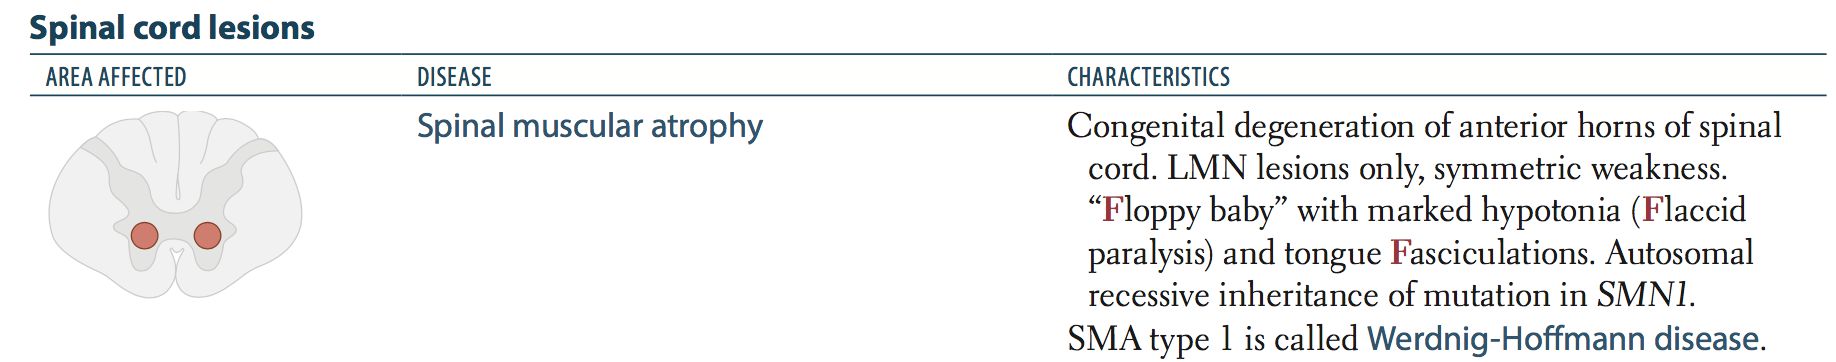 Spinal cord lesions
AREA AFFECTED DISEASE CHARACTERISTICS
Spinal muscular atrophy
Congenital degeneration of anterior horns of spinal
cord. LMN lesions only, symmetric weakness.
“Floppy baby” with marked hypotonia (Flaccid
paralysis) and tongue Fasciculations. Autosomal
recessive inheritance of mutation in SMN1.
SMA type 1 is called Werdnig-Hoffmann disease.